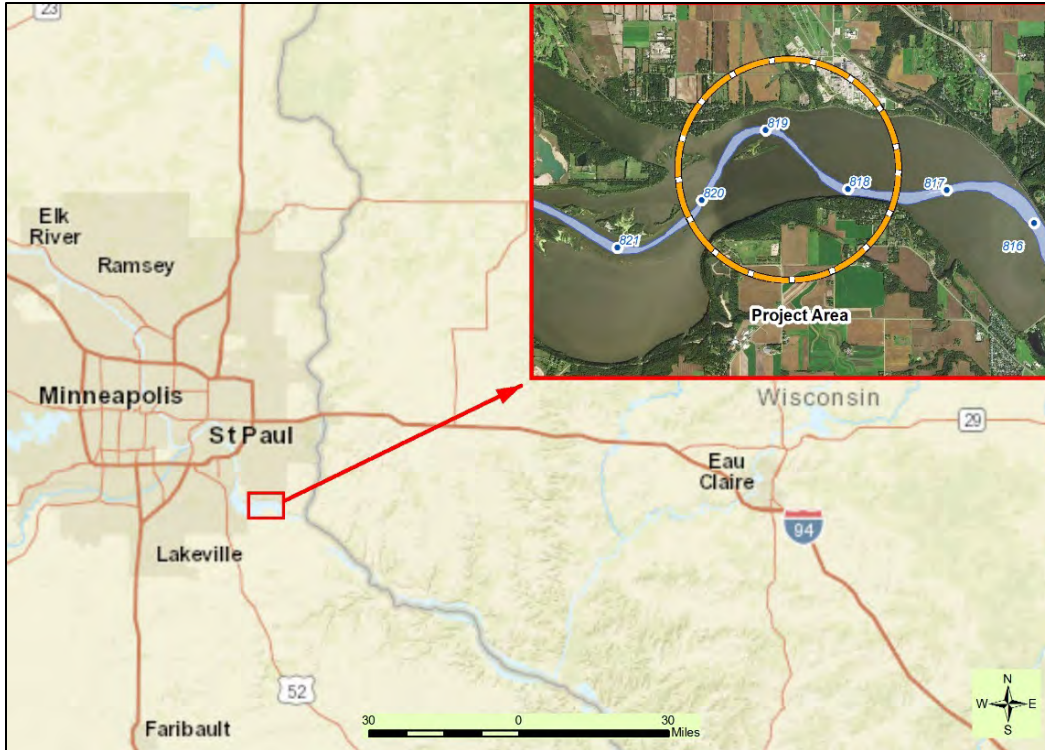 23
819
820
818
817
816
821
Project Area
Elk
River
Ramsey
Minneapolis
St Paul
Wisconsin
29
Eau
Claire
94
Lakeville
52
Faribault
30 0 30
Miles
N
W E
S